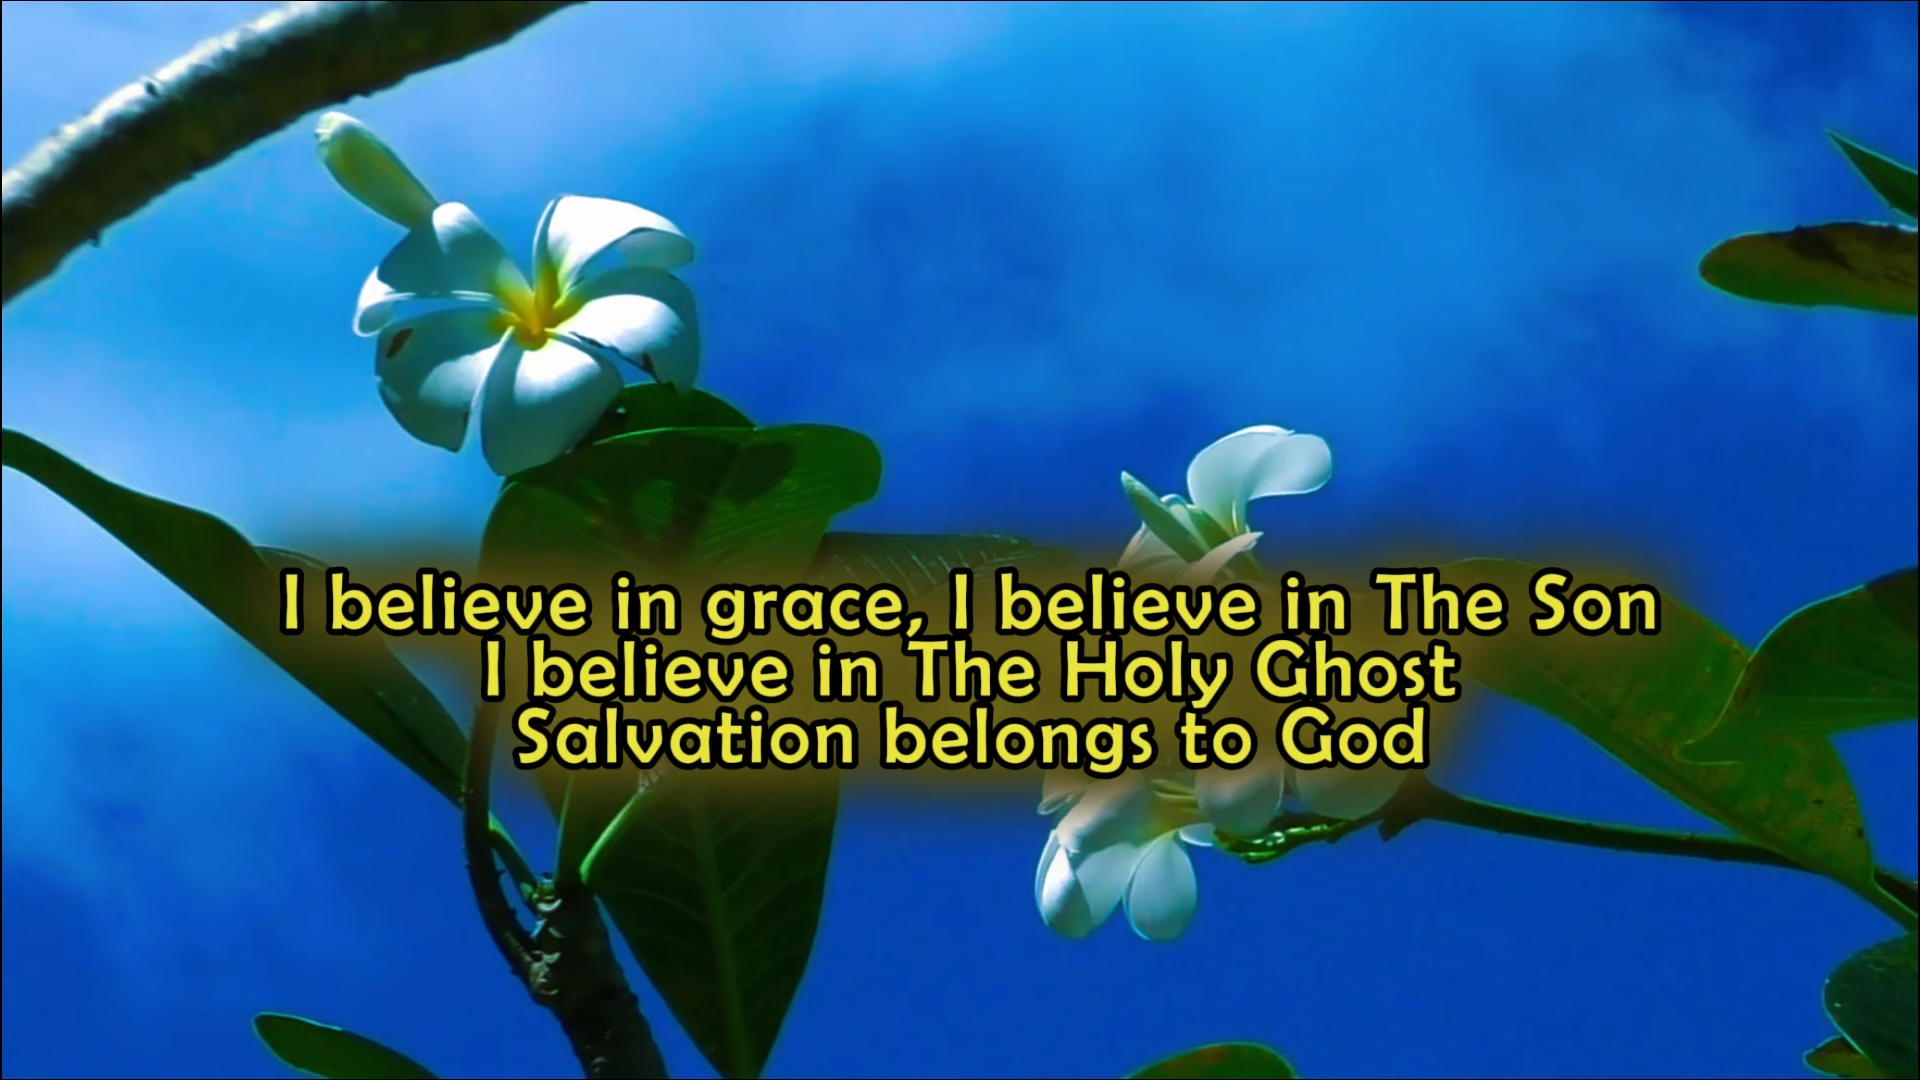 I believe in grace, I believe in The Son
I believe in The Holy Ghost
Salvation belongs to God